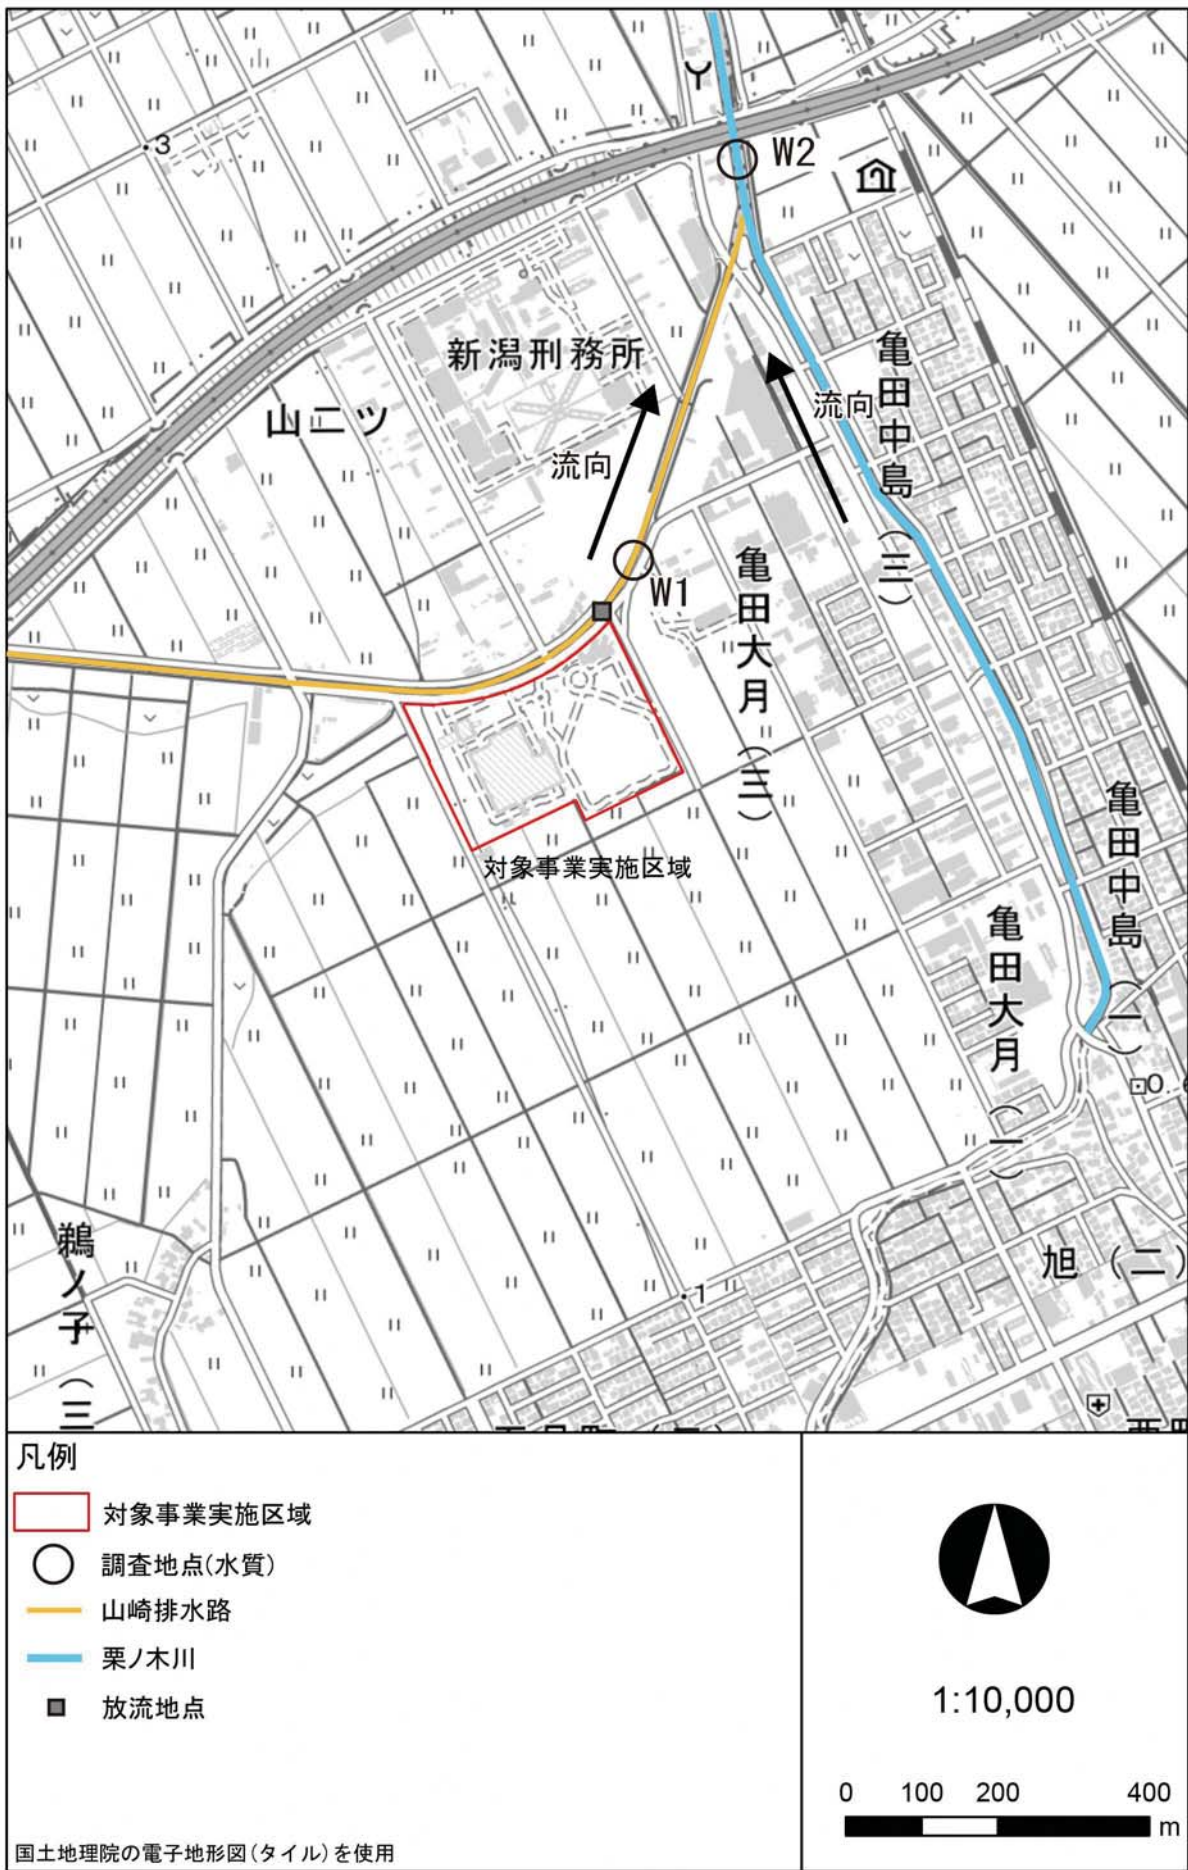 ・3
W2
新潟刑務所
山二ツ
流向
流向
亀田中島(三)
W1
亀田大月(三)
対象事業実施区域
亀田中島(一)
亀田大月(一)
鵜ノ子(三)
旭(二)
・1
凡例
対象事業実施区域
調査地点(水質)
山崎排水路
栗ノ木川
放流地点
1:10,000
0 100 200 400
m
国土地理院の電子地形図(タイル)を使用